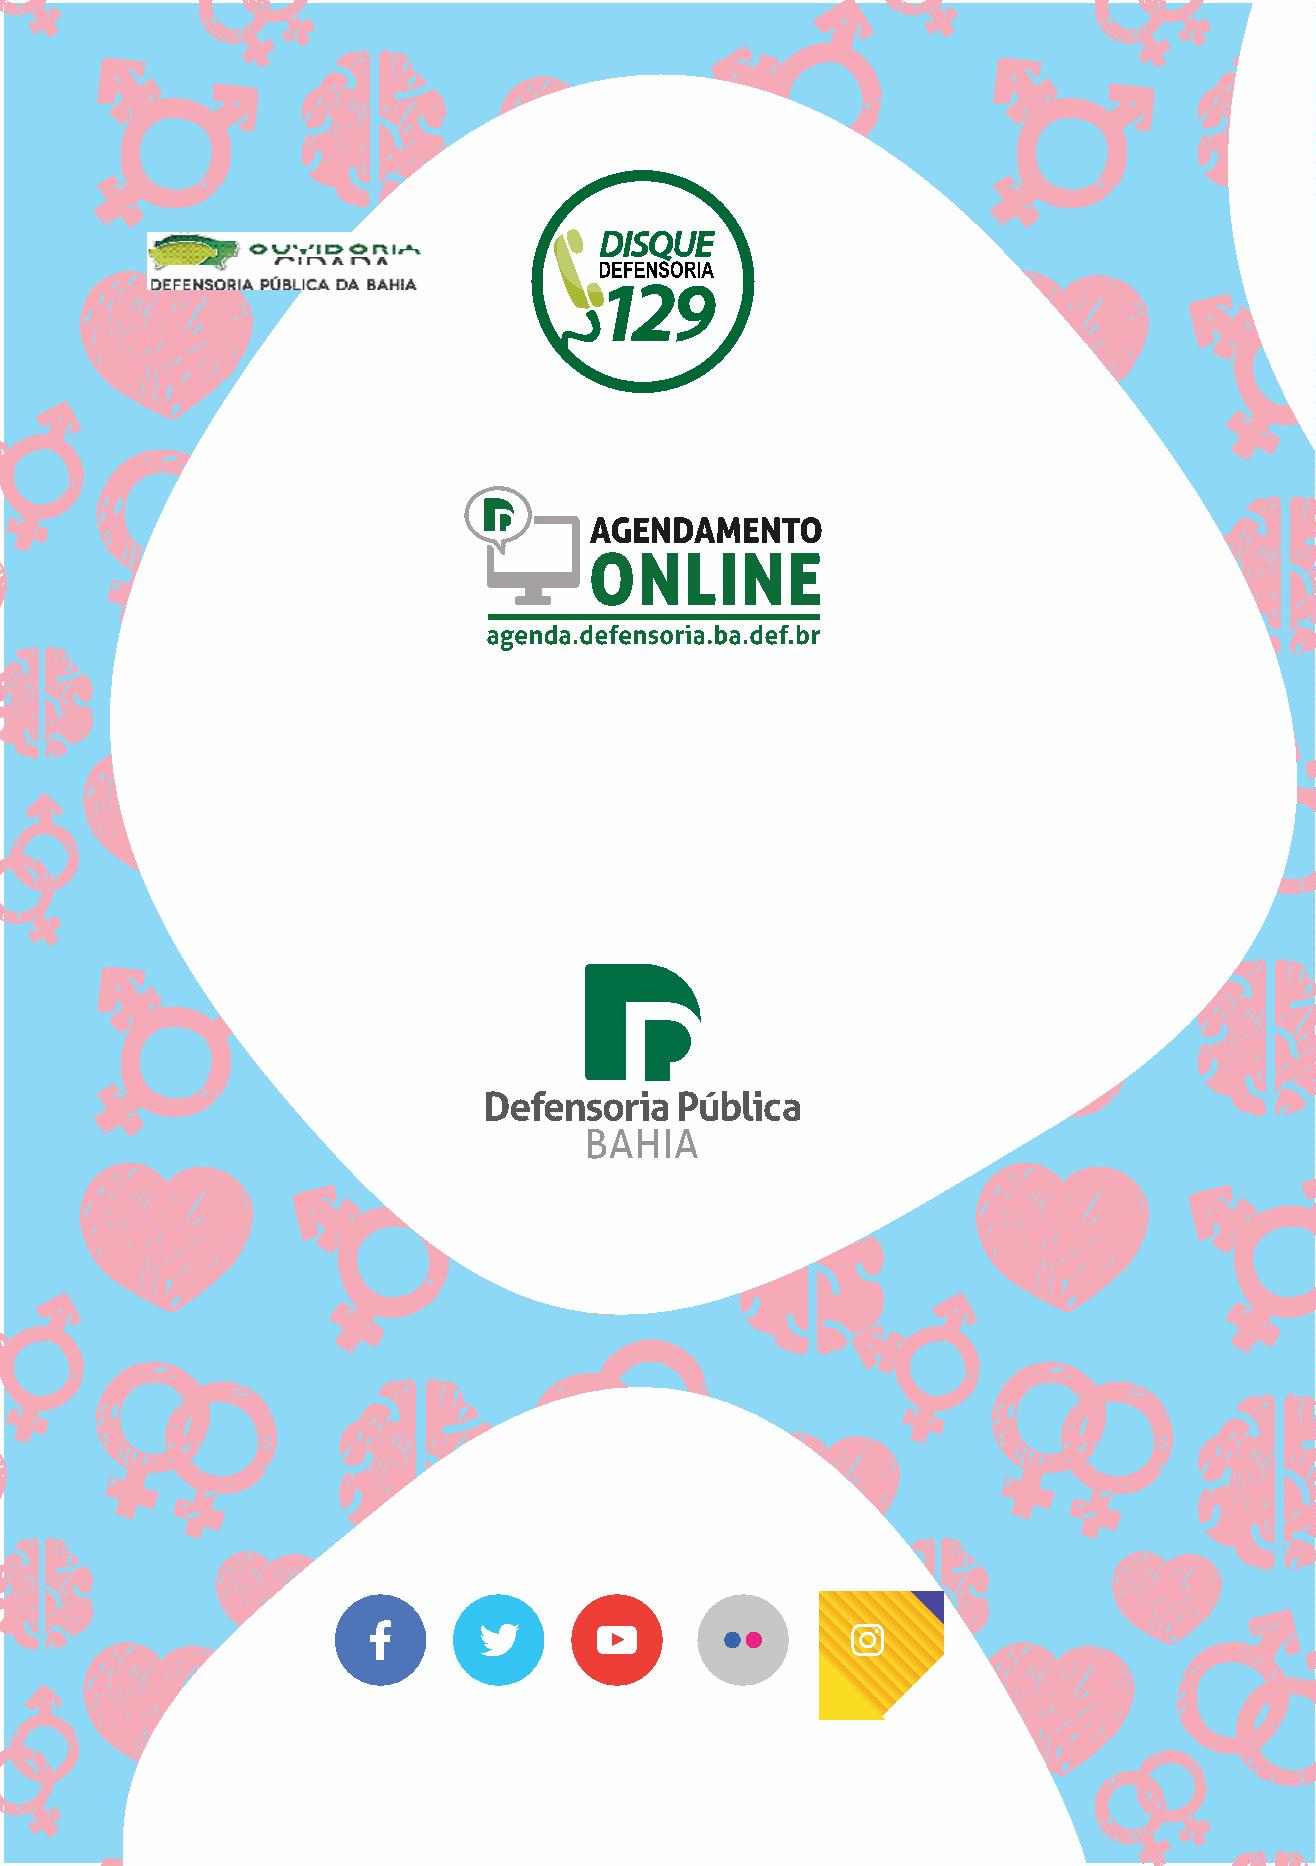 OUVIDORIA
CIDADÃ
DEFENSORIA PÚBLICA DA BAHIA
DISQUE
DEFENSORIA
129
AGENDAMENTO
ONLINE
agenda.defensoria.ba.def.br
Defensoria Pública
BAHIA